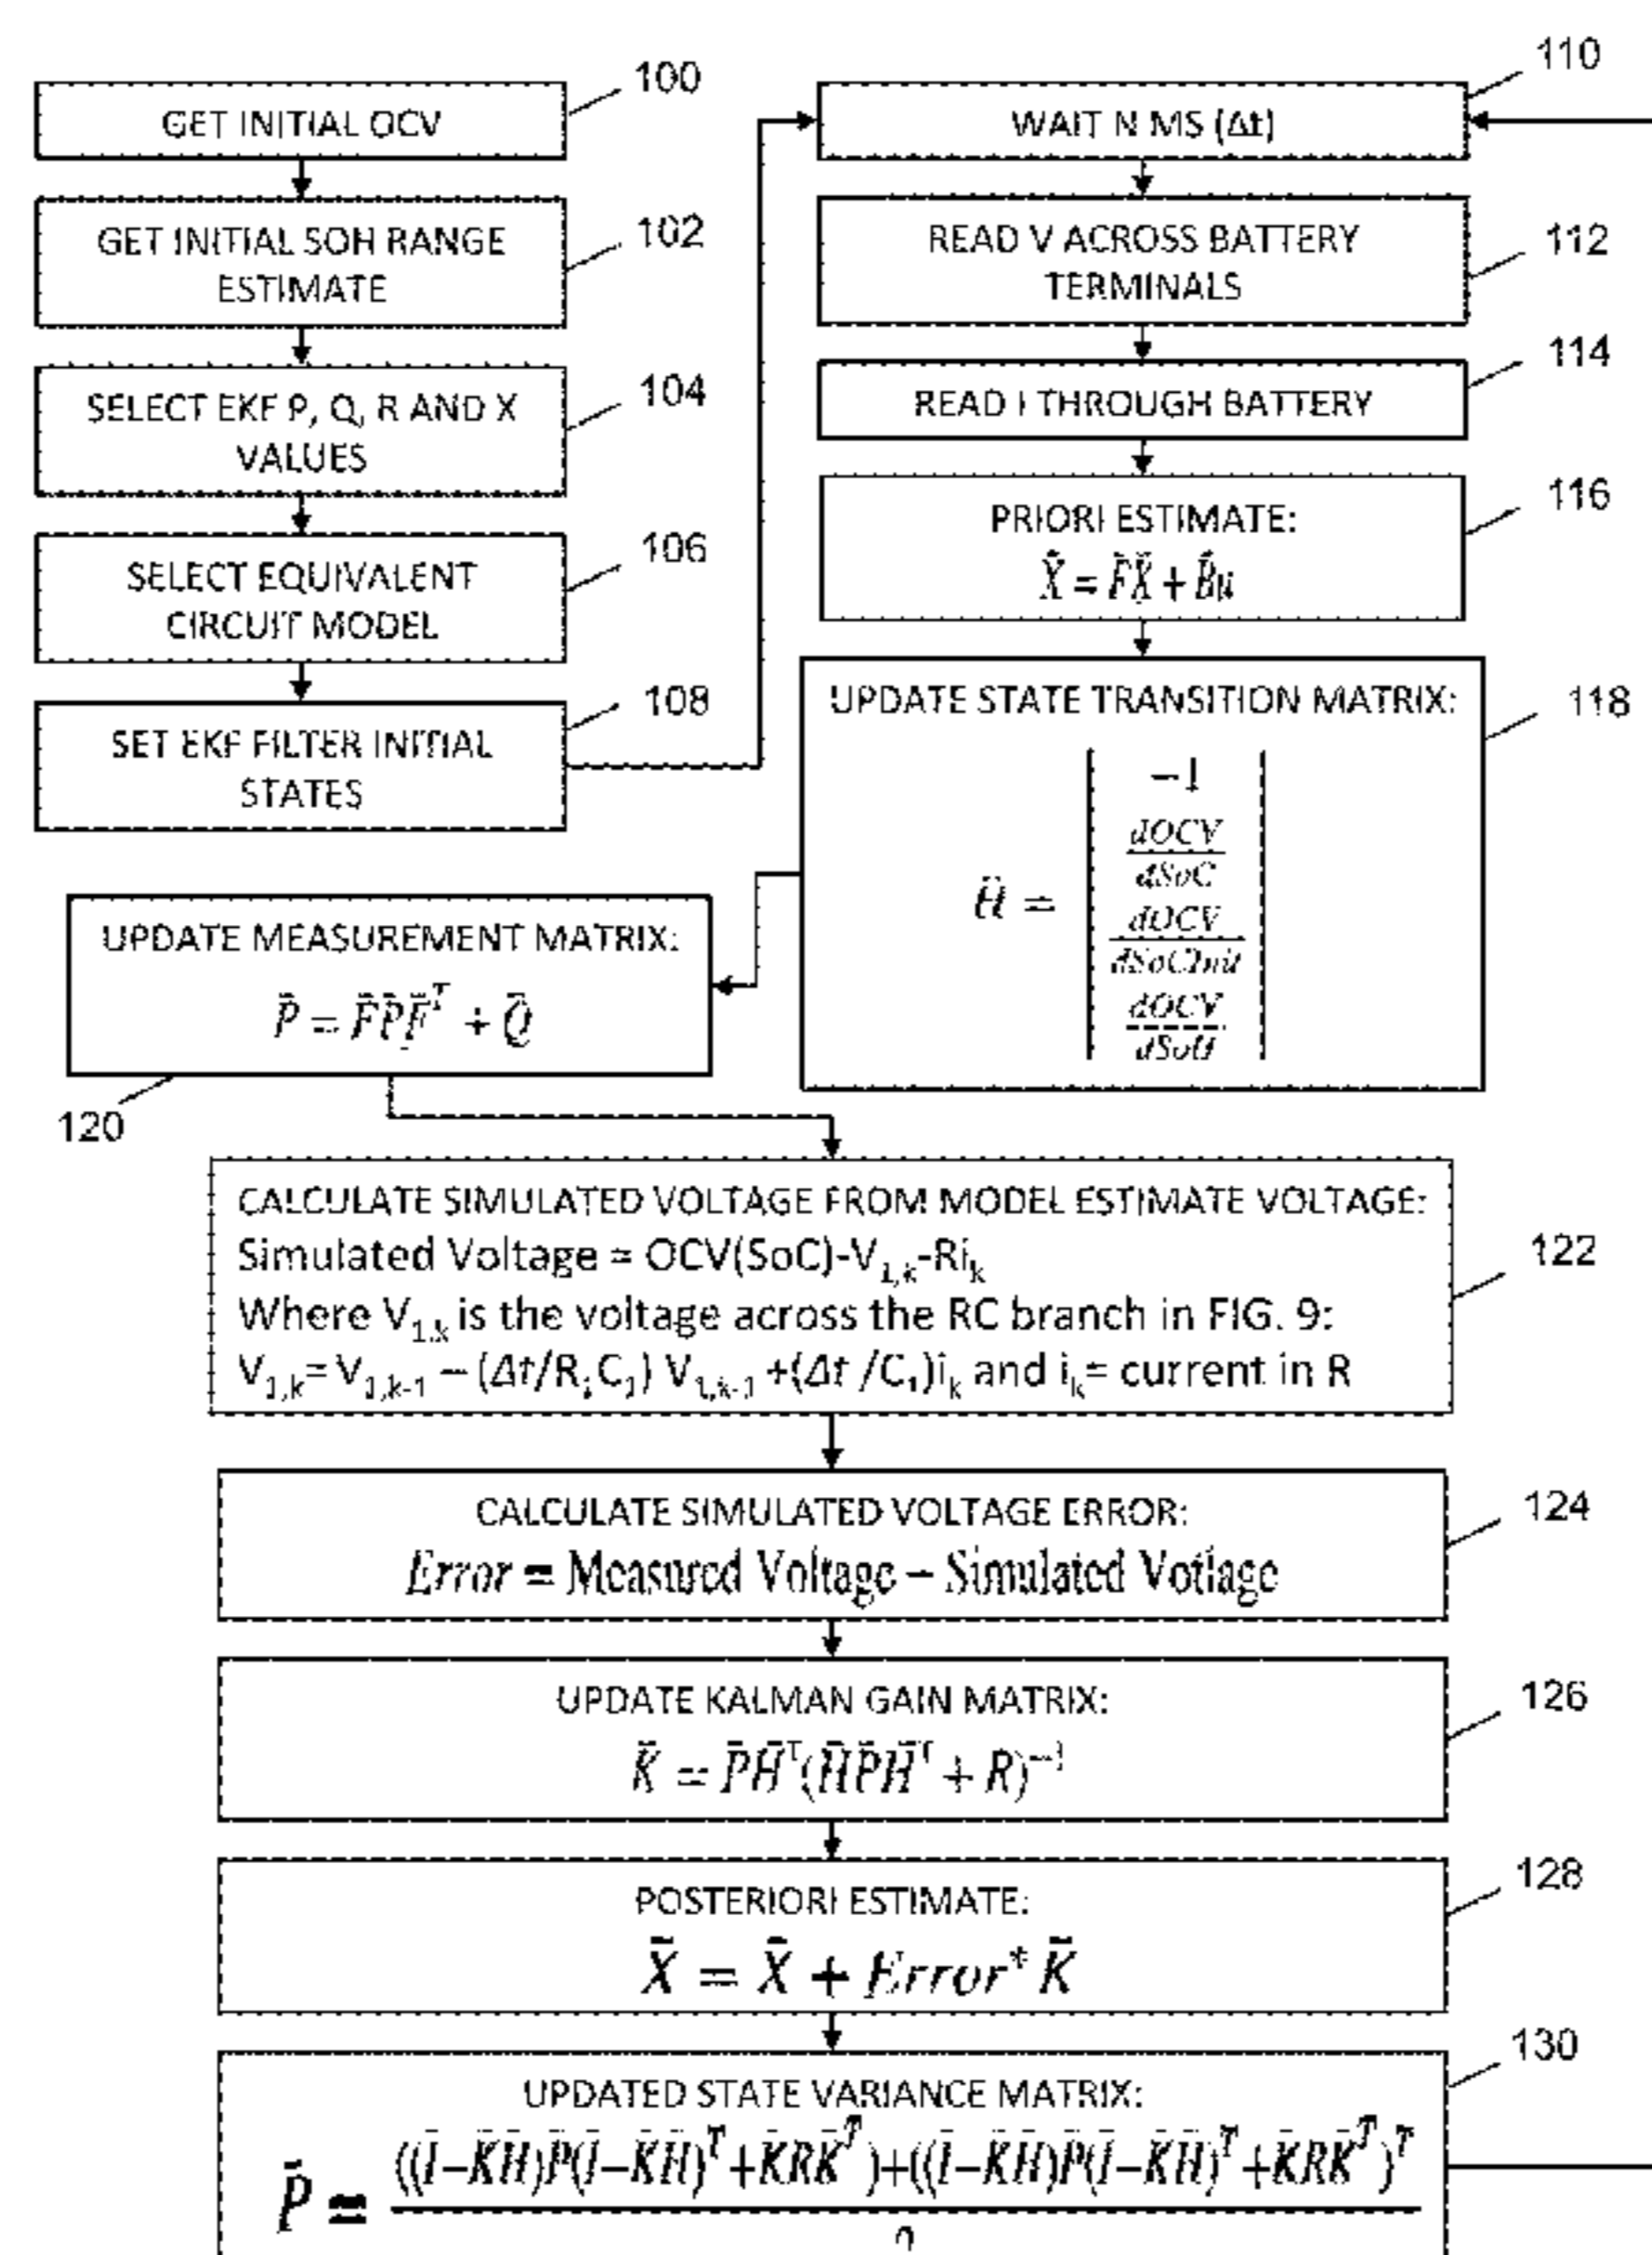 100
GET INITIAL OCV
102
GET INITIAL SOH RANGE
ESTIMATE
104
SELECT EKF P, Q, R AND X
VALUES
106
SELECT EQUIVALENT
CIRCUIT MODEL
108
SET EKF FILTER INITIAL
STATES
110
WAIT N MS (Δt)
112
READ V ACROSS BATTERY
TERMINALS
114
READ I THROUGH BATTERY
116
PRIORI ESTIMATE:
X̄ = F̄X̄ + B̄u
118
UPDATE STATE TRANSITION MATRIX:
H̄ =
-1
dOCV
dSoC
dOCV
dSoCInit
dOCV
dSoH
UPDATE MEASUREMENT MATRIX:
P̄ = F̄P̄F̄ᵀ + Q̄
120
CALCULATE SIMULATED VOLTAGE FROM MODEL ESTIMATE VOLTAGE:
Simulated Voltage = OCV(SoC)-V₁,ₖ-Riₖ
Where V₁,ₖ is the voltage across the RC branch in FIG. 9:
V₁,ₖ= V₁,ₖ₋₁ – (Δt/R₁C₁) V₁,ₖ₋₁ +(Δt /C₁)iₖ and iₖ= current in R
122
CALCULATE SIMULATED VOLTAGE ERROR:
Error = Measured Voltage – Simulated Votlage
124
UPDATE KALMAN GAIN MATRIX:
K̄ = P̄H̄ᵀ(H̄P̄H̄ᵀ + R)⁻¹
126
POSTERIORI ESTIMATE:
X̄ = X̄ + Error* K̄
128
UPDATED STATE VARIANCE MATRIX:
P̄ = ((Ī–K̄H̄)P̄(Ī–K̄H̄)ᵀ+K̄RK̄ᵀ)+((Ī–K̄H̄)P̄(Ī–K̄H̄)ᵀ+K̄RK̄ᵀ)ᵀ
130